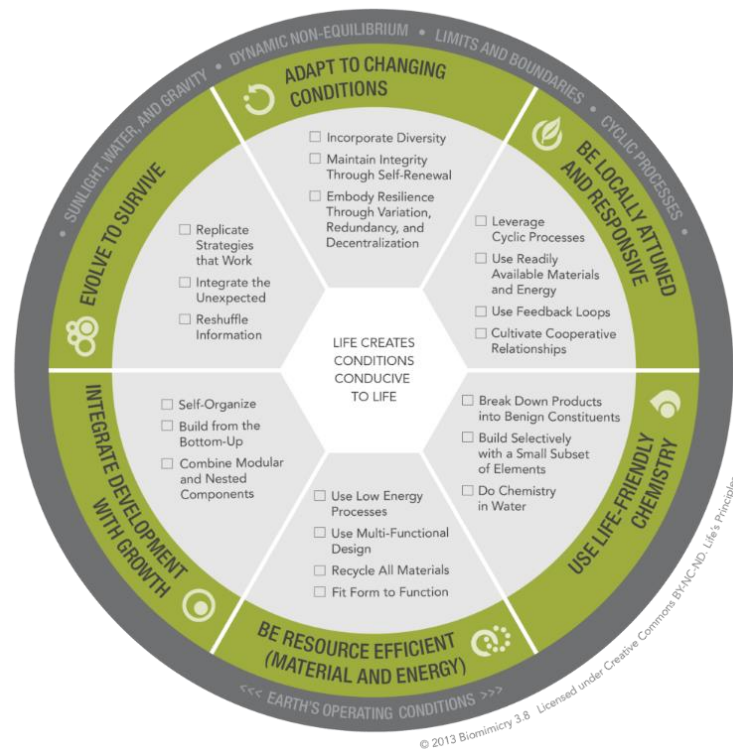 • SUNLIGHT, WATER, AND GRAVITY • DYNAMIC NON-EQUILIBRIUM • LIMITS AND BOUNDARIES • CYCLIC PROCESSES •
ADAPT TO CHANGING
CONDITIONS
☐ Incorporate Diversity
☐ Maintain Integrity
Through Self-Renewal
☐ Embody Resilience
Through Variation,
Redundancy, and
Decentralization
BE LOCALLY ATTUNED
AND RESPONSIVE
☐ Leverage
Cyclic Processes
☐ Use Readily
Available Materials
and Energy
☐ Use Feedback Loops
☐ Cultivate Cooperative
Relationships
USE LIFE-FRIENDLY
CHEMISTRY
☐ Break Down Products
into Benign Constituents
☐ Build Selectively
with a Small Subset
of Elements
☐ Do Chemistry
in Water
BE RESOURCE EFFICIENT
(MATERIAL AND ENERGY)
☐ Use Low Energy
Processes
☐ Use Multi-Functional
Design
☐ Recycle All Materials
☐ Fit Form to Function
INTEGRATE DEVELOPMENT
WITH GROWTH
☐ Self-Organize
☐ Build from the
Bottom-Up
☐ Combine Modular
and Nested
Components
EVOLVE TO SURVIVE
☐ Replicate
Strategies
that Work
☐ Integrate the
Unexpected
☐ Reshuffle
Information
LIFE CREATES
CONDITIONS
CONDUCIVE
TO LIFE
<<< EARTH'S OPERATING CONDITIONS >>>
© 2013 Biomimicry 3.8 Licensed under Creative Commons BY-NC-ND. Life's Principles